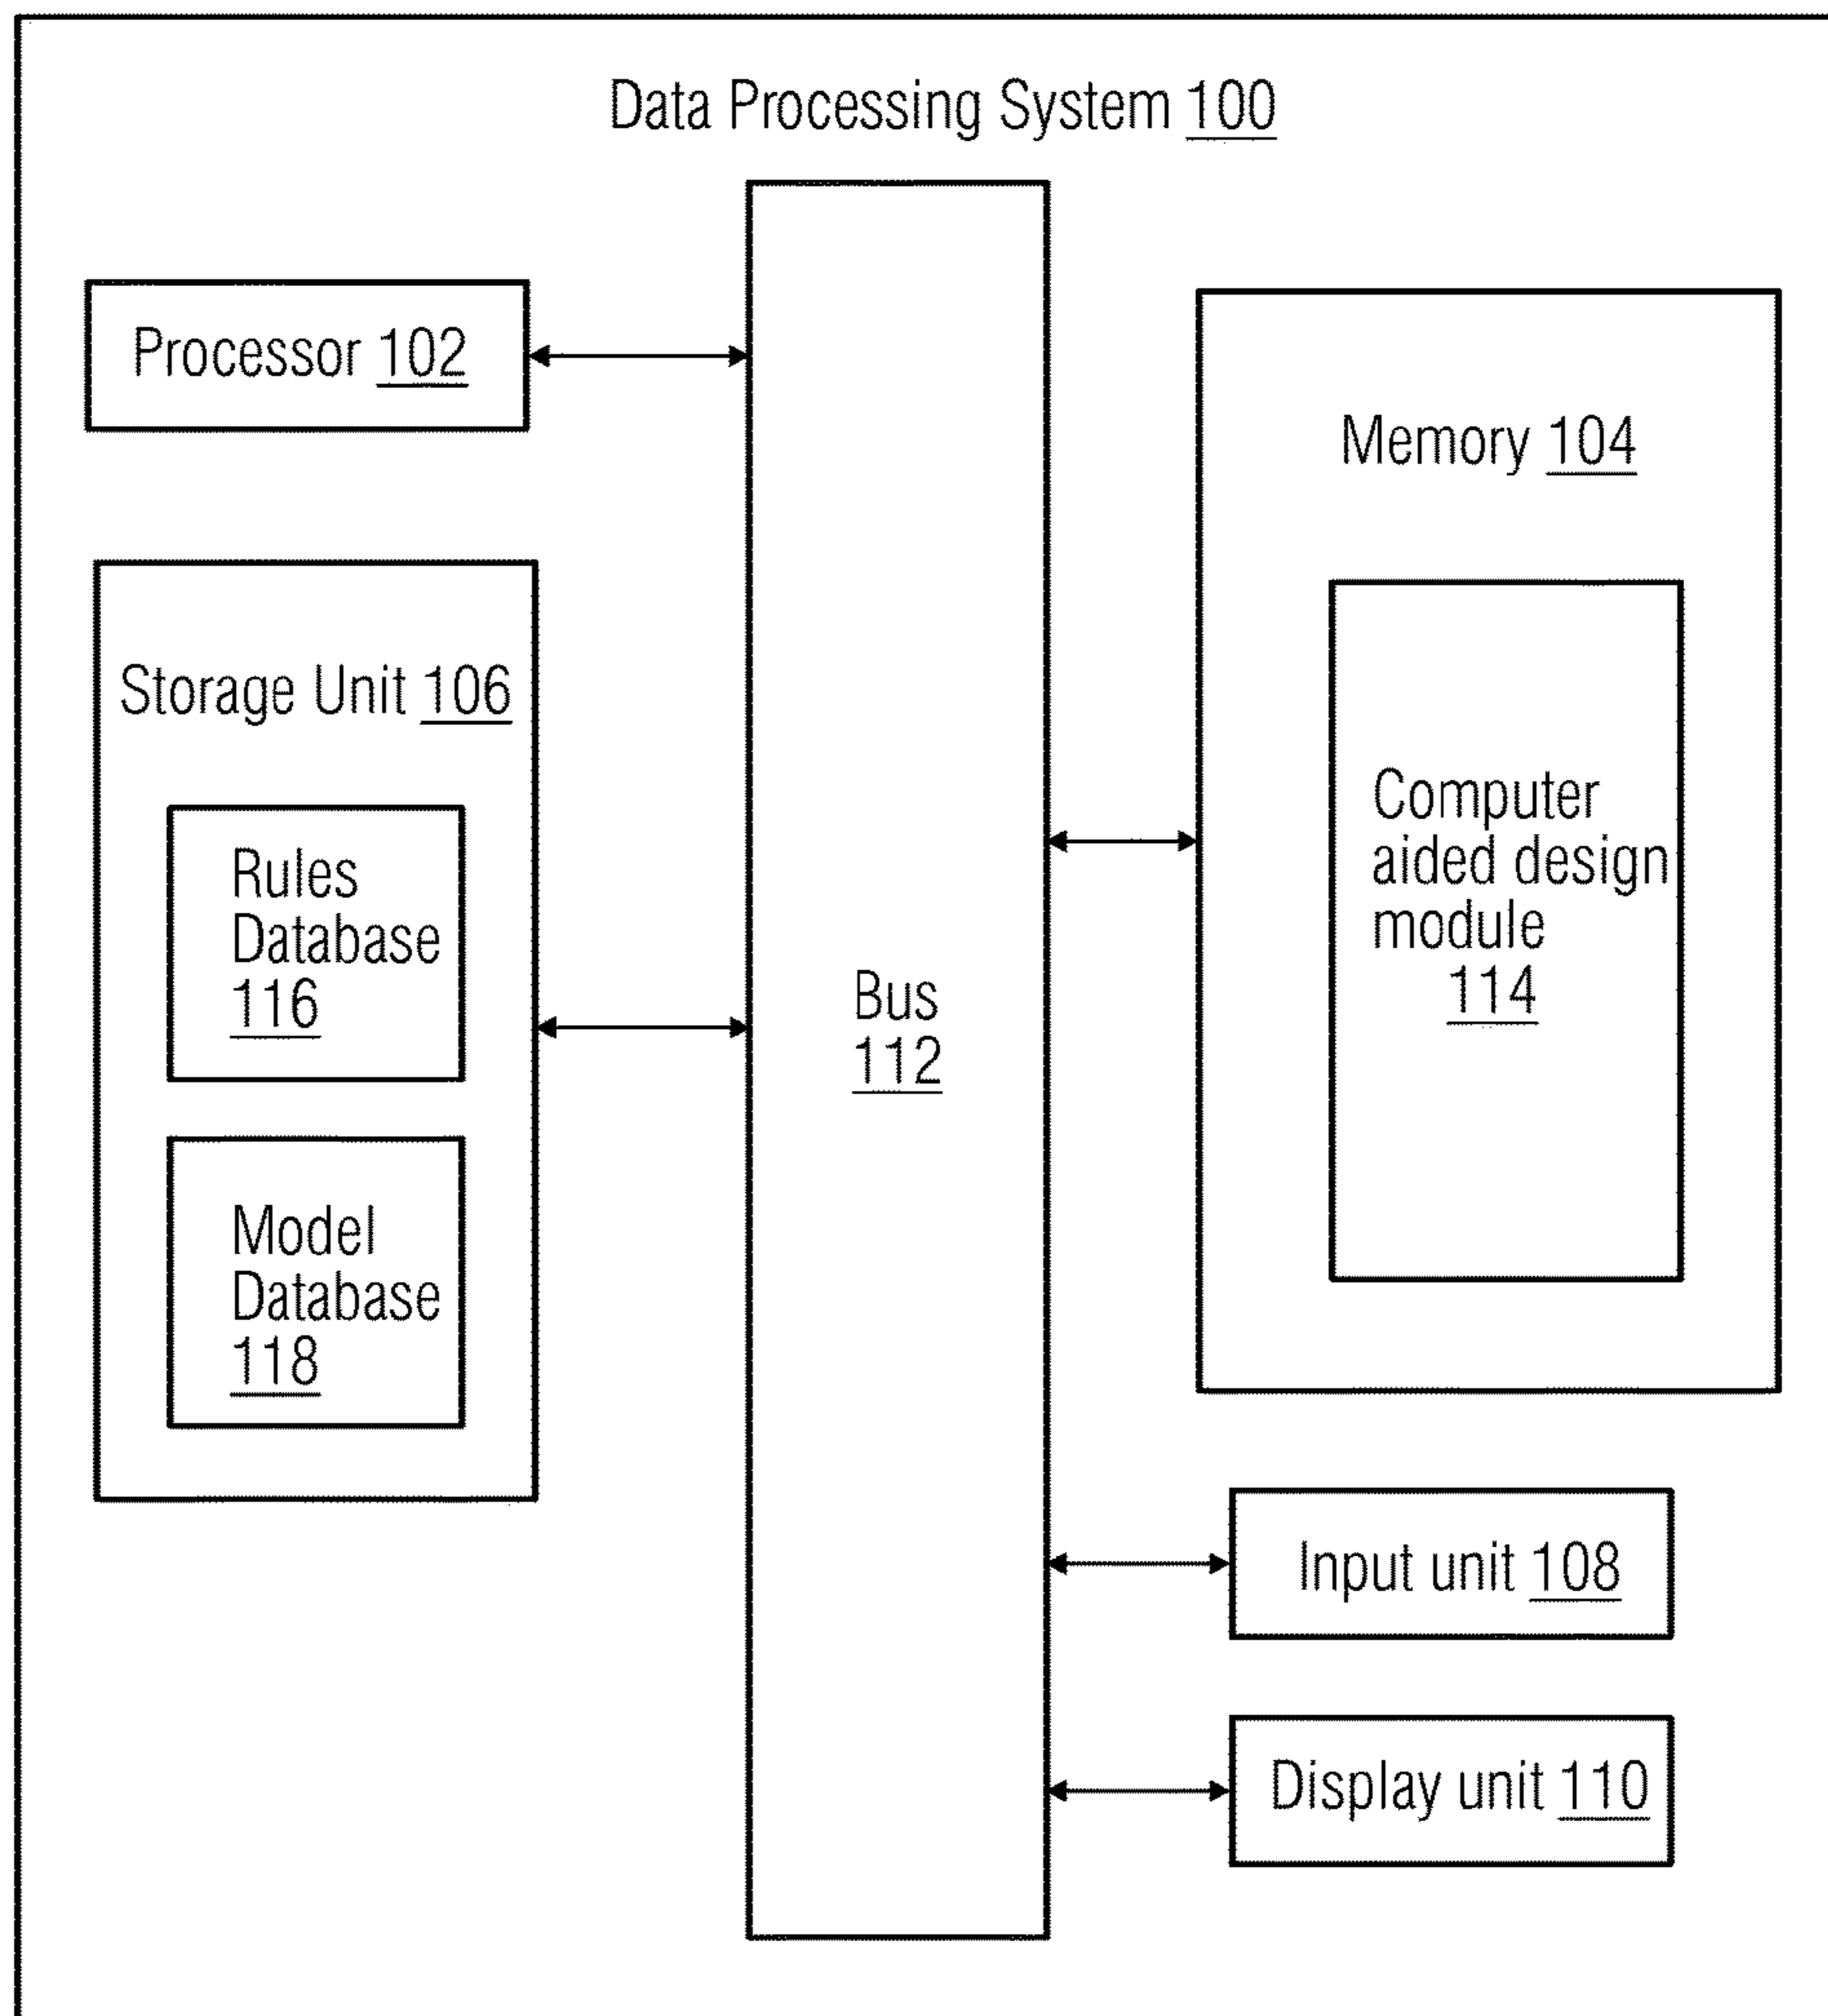 Data Processing System 100
Processor 102
Memory 104
Storage Unit 106
Rules
Database
116
Model
Database
118
Bus
112
Computer
aided design
module
114
Input unit 108
Display unit 110